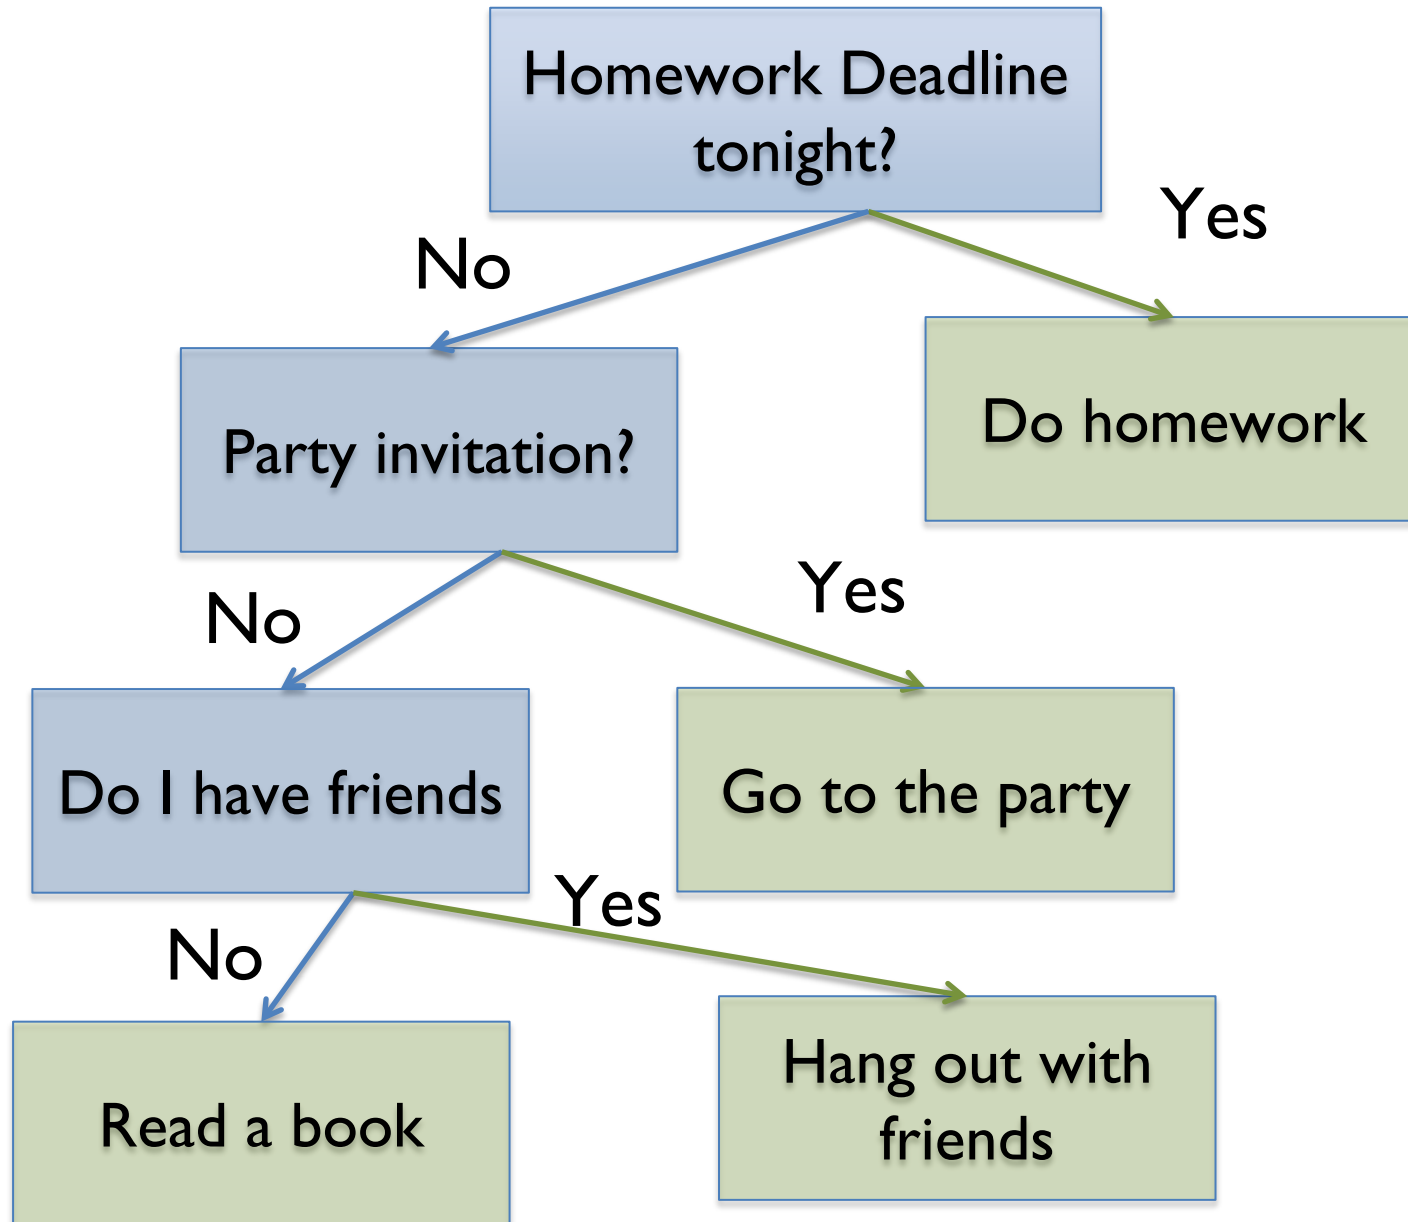 Homework Deadline
tonight?
Yes
No
Do homework
Party invitation?
Yes
No
Do I have friends
Go to the party
Yes
No
Hang out with
friends
Read a book